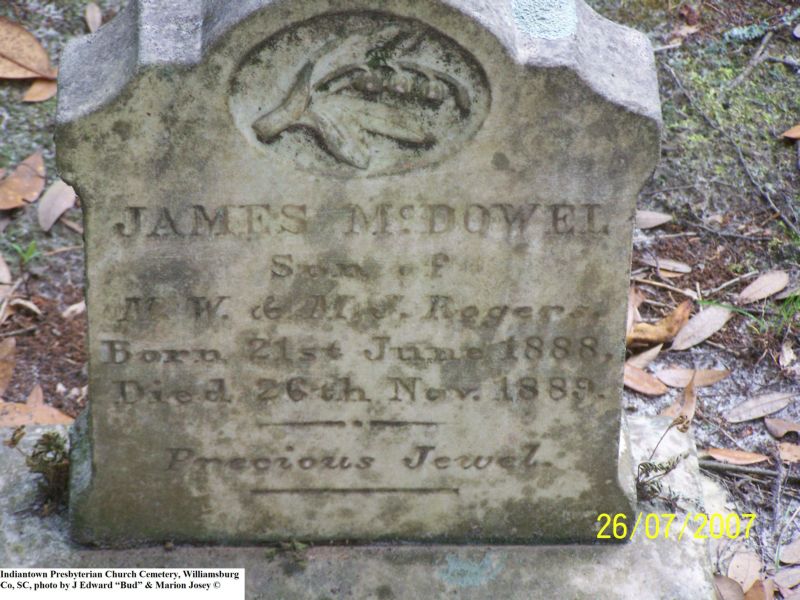 JAMES McDOWEL
Son of
M. W. & M. J. Rogers.
Born 21st June 1888,
Died 26th Nov. 1889.
Precious Jewel.
26/07/2007
Indiantown Presbyterian Church Cemetery, Williamsburg
Co, SC, photo by J Edward “Bud” & Marion Josey ©